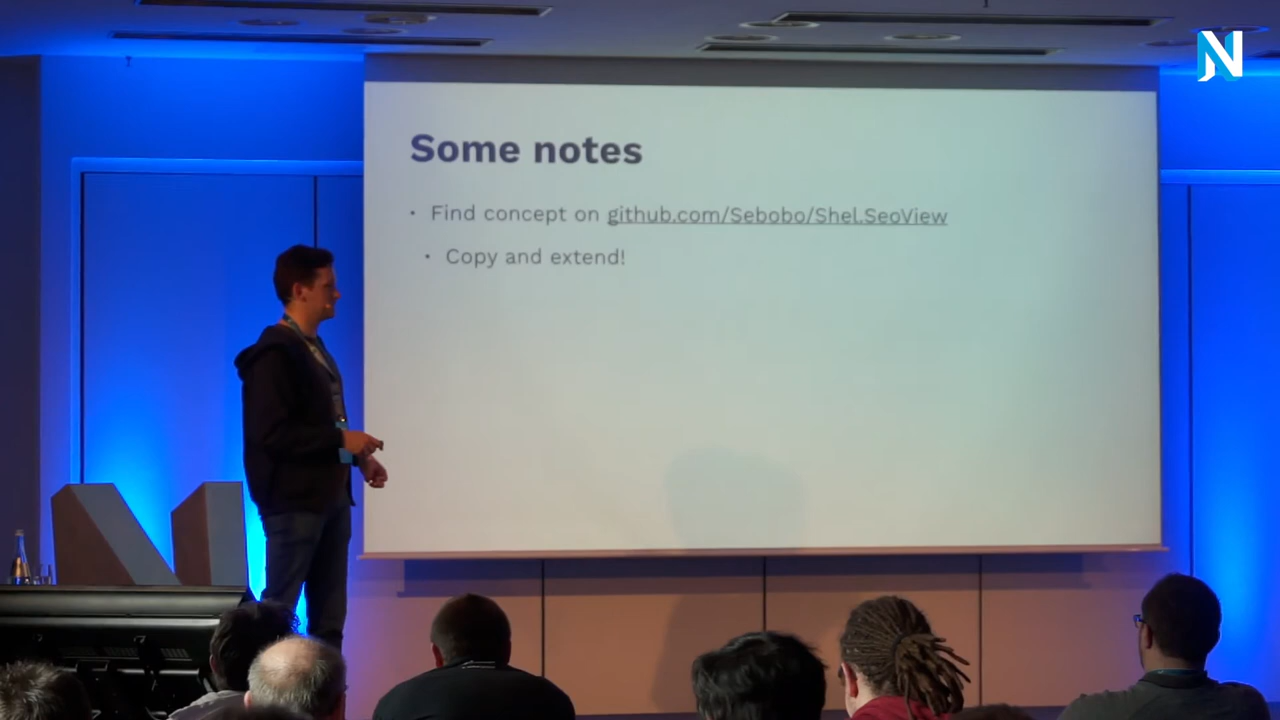 Some notes
• Find concept on github.com/Sebobo/Shel.SeoView
• Copy and extend!
N